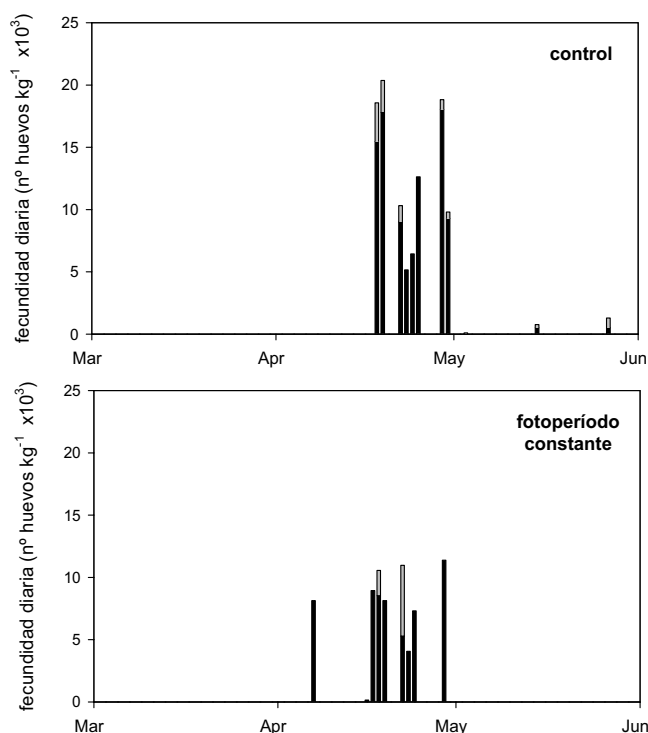 fecundidad diaria (nº huevos kg⁻¹ x10³)
25
20
15
10
5
0
control
Mar
Apr
May
Jun
fecundidad diaria (nº huevos kg⁻¹ x10³)
25
20
15
10
5
0
fotoperíodo
constante
Mar
Apr
May
Jun